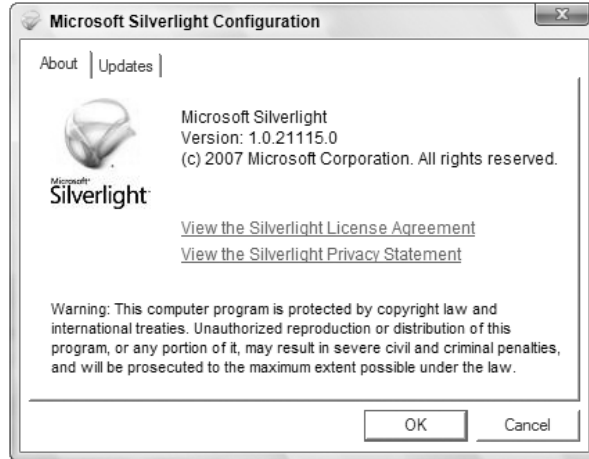 Microsoft Silverlight Configuration
About
Updates
Microsoft Silverlight
Version: 1.0.21115.0
(c) 2007 Microsoft Corporation. All rights reserved.
Microsoft
Silverlight
View the Silverlight License Agreement
View the Silverlight Privacy Statement
Warning: This computer program is protected by copyright law and
international treaties. Unauthorized reproduction or distribution of this
program, or any portion of it, may result in severe civil and criminal penalties,
and will be prosecuted to the maximum extent possible under the law.
OK
Cancel